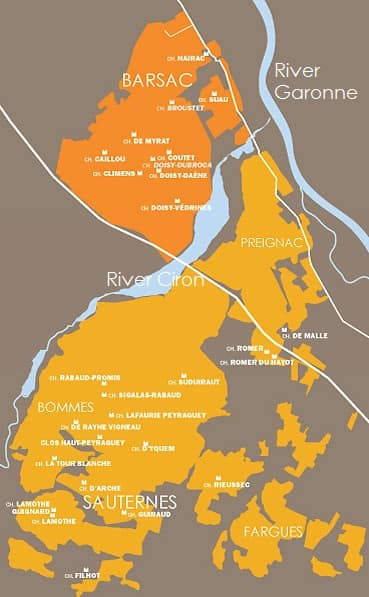 CH. NAIRAC
BARSAC
River
Garonne
CH. SUAU
CH. BROUSTET
CH. DE MYRAT
CH. CAILLOU
CH. COUTET
CH. DOISY-DUBROCA
CH. CLIMENS
CH. DOISY-DAËNE
CH. DOISY-VÉDRINES
PREIGNAC
River Ciron
CH. DE MALLE
CH. ROMER
CH. ROMER DU HAYOT
CH. RABAUD-PROMIS
CH. SUDUIRAUT
CH. SIGALAS-RABAUD
BOMMES
CH. LAFAURIE PEYRAGUEY
CH. DE RAYNE VIGNEAU
CLOS HAUT-PEYRAGUEY
CH. D'YQUEM
CH. LA TOUR BLANCHE
CH. RIEUSSEC
CH. D'ARCHE
SAUTERNES
CH. LAMOTHE
GUIGNARD
CH. GUIRAUD
CH. LAMOTHE
FARGUES
CH. FILHOT